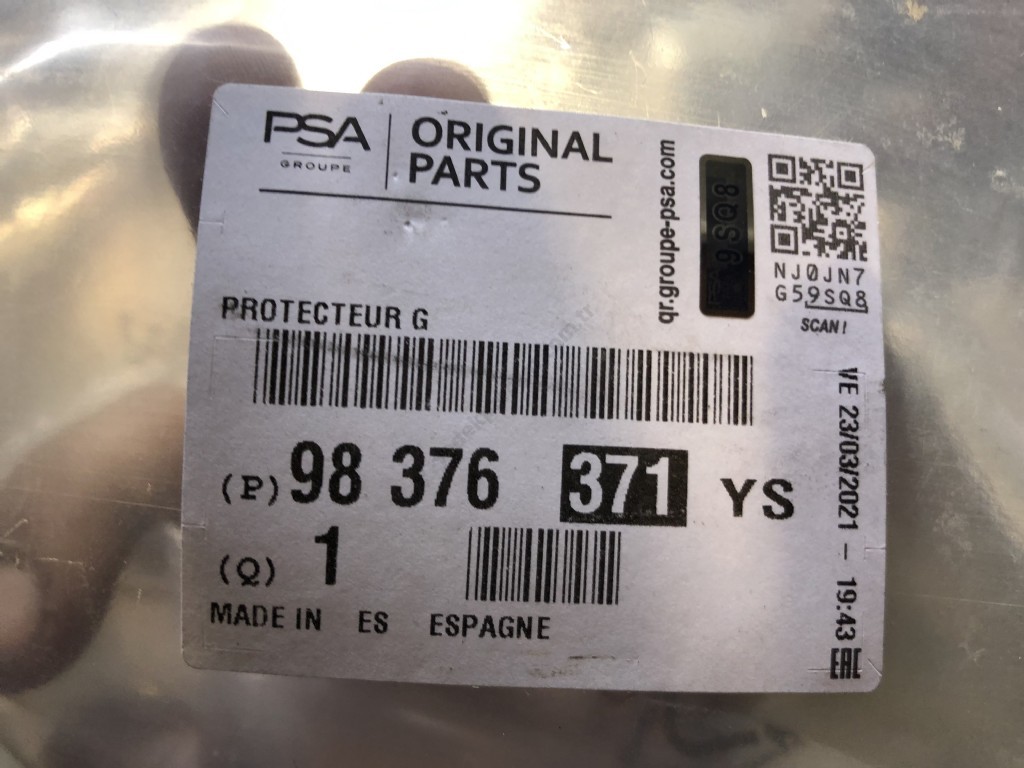 PSA
GROUPE
ORIGINAL
PARTS
qr.groupe-psa.com
9SQ8
NJ0JN7
G59SQ8
SCAN!
PROTECTEUR G
(P) 98 376 371 YS
(Q) 1
MADE IN ES ESPAGNE
VE 23/03/2021 - 19:43
EAC